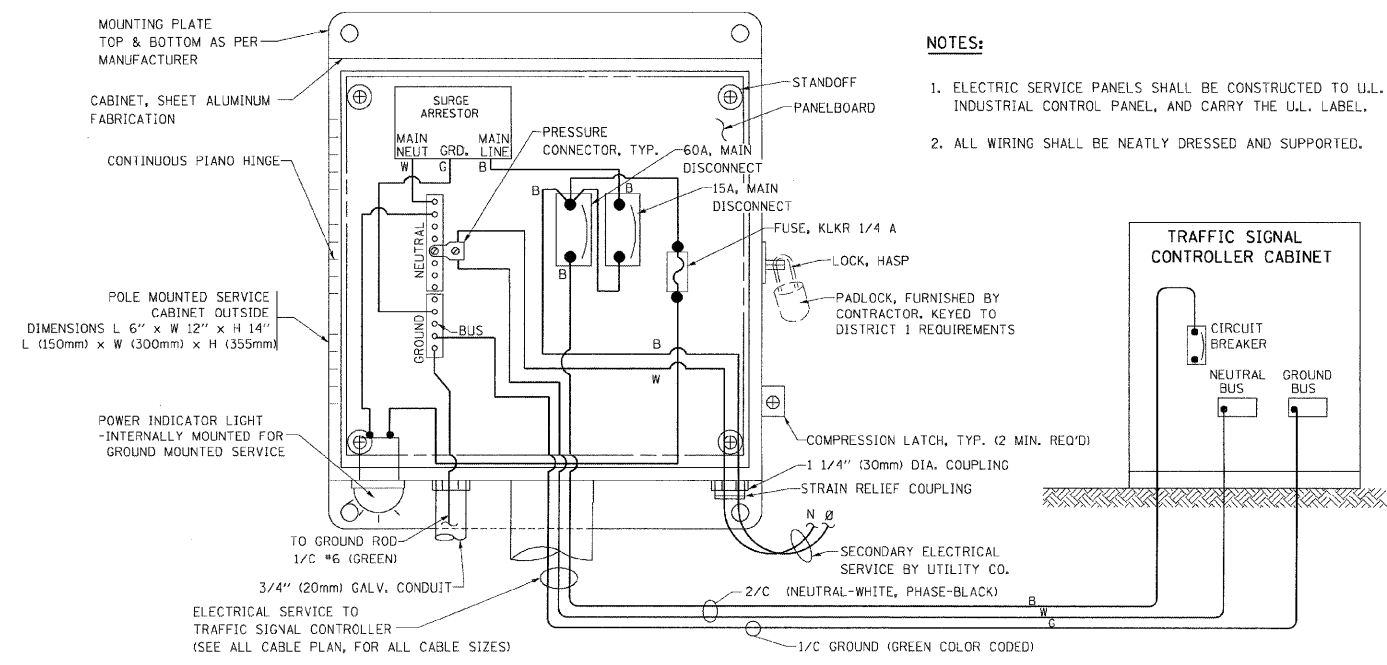 MOUNTING PLATE
TOP & BOTTOM AS PER
MANUFACTURER
CABINET, SHEET ALUMINUM
FABRICATION
CONTINUOUS PIANO HINGE
POLE MOUNTED SERVICE
CABINET OUTSIDE
DIMENSIONS L 6" x W 12" x H 14"
L (150mm) x W (300mm) x H (355mm)
POWER INDICATOR LIGHT
-INTERNALLY MOUNTED FOR
GROUND MOUNTED SERVICE
TO GROUND ROD
1/C #6 (GREEN)
3/4" (20mm) GALV. CONDUIT
ELECTRICAL SERVICE TO
TRAFFIC SIGNAL CONTROLLER
(SEE ALL CABLE PLAN, FOR ALL CABLE SIZES)
SURGE
ARRESTOR
MAIN
NEUT
GRD.
MAIN
LINE
W
G
B
NEUTRAL
GROUND
BUS
PRESSURE
CONNECTOR, TYP.
B
B
B
B
W
STANDOFF
PANELBOARD
60A, MAIN
DISCONNECT
15A, MAIN
DISCONNECT
FUSE, KLKR 1/4 A
LOCK, HASP
PADLOCK, FURNISHED BY
CONTRACTOR. KEYED TO
DISTRICT 1 REQUIREMENTS
COMPRESSION LATCH, TYP. (2 MIN. REQ'D)
1 1/4" (30mm) DIA. COUPLING
STRAIN RELIEF COUPLING
N Ø
SECONDARY ELECTRICAL
SERVICE BY UTILITY CO.
2/C (NEUTRAL-WHITE, PHASE-BLACK)
B
W
G
1/C GROUND (GREEN COLOR CODED)
NOTES:
1. ELECTRIC SERVICE PANELS SHALL BE CONSTRUCTED TO U.L.
INDUSTRIAL CONTROL PANEL, AND CARRY THE U.L. LABEL.
2. ALL WIRING SHALL BE NEATLY DRESSED AND SUPPORTED.
TRAFFIC SIGNAL
CONTROLLER CABINET
CIRCUIT
BREAKER
NEUTRAL
BUS
GROUND
BUS